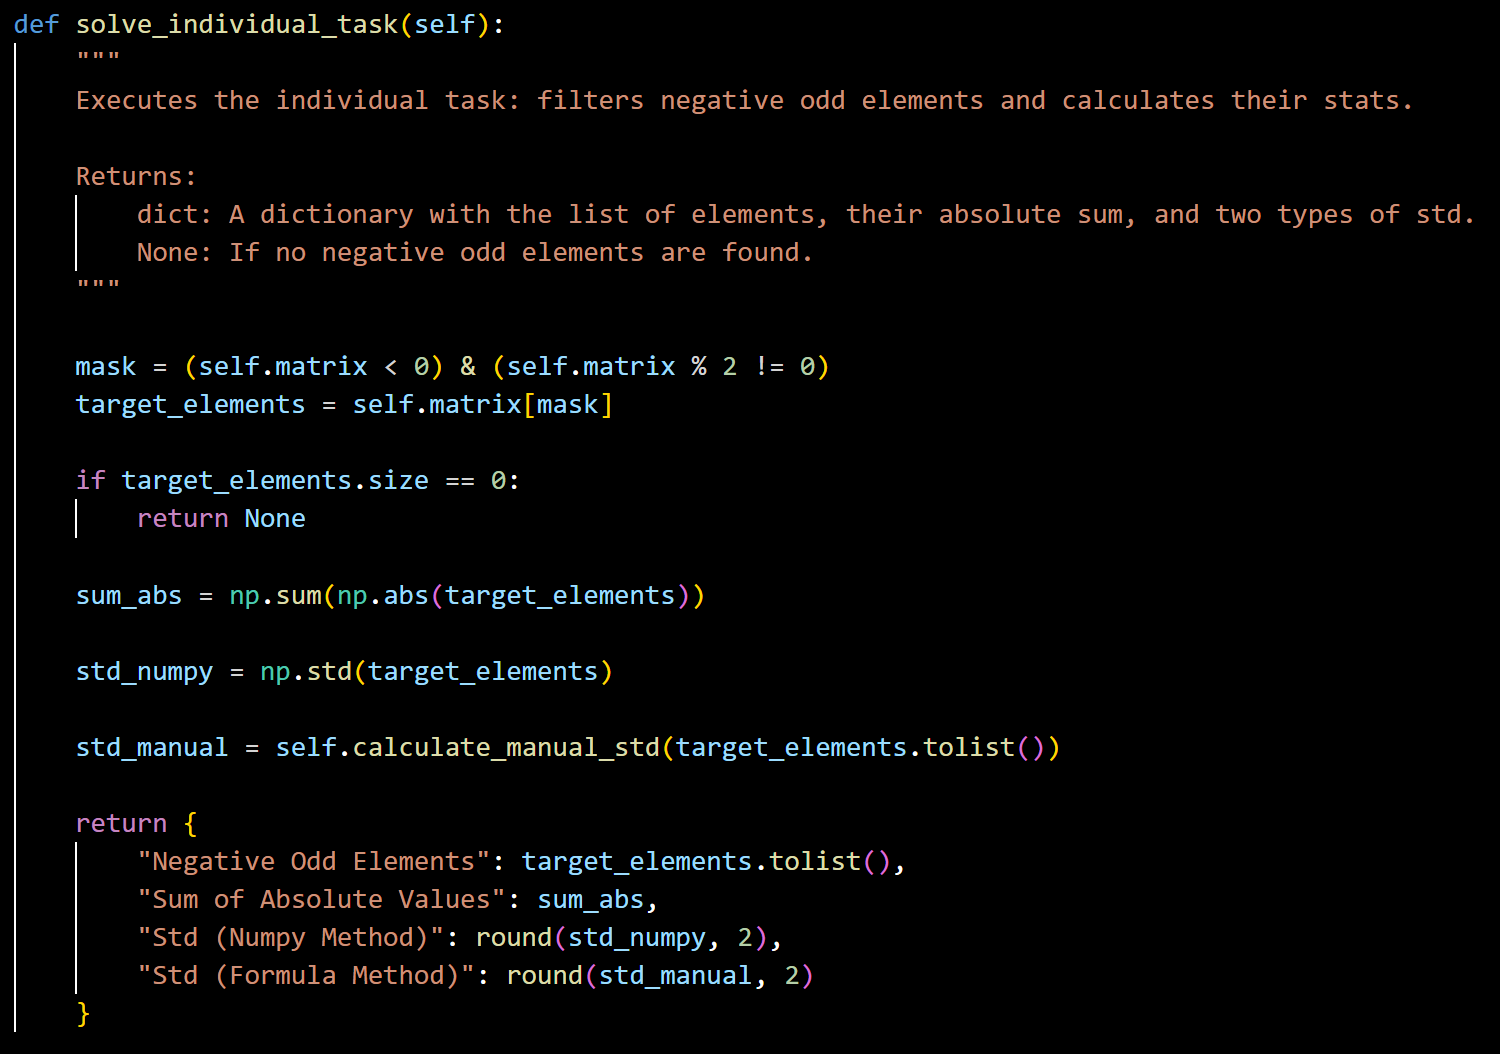 def solve_individual_task(self):
    """
    Executes the individual task: filters negative odd elements and calculates their stats.

    Returns:
        dict: A dictionary with the list of elements, their absolute sum, and two types of std.
        None: If no negative odd elements are found.
    """

    mask = (self.matrix < 0) & (self.matrix % 2 != 0)
    target_elements = self.matrix[mask]

    if target_elements.size == 0:
        return None

    sum_abs = np.sum(np.abs(target_elements))

    std_numpy = np.std(target_elements)

    std_manual = self.calculate_manual_std(target_elements.tolist())

    return {
        "Negative Odd Elements": target_elements.tolist(),
        "Sum of Absolute Values": sum_abs,
        "Std (Numpy Method)": round(std_numpy, 2),
        "Std (Formula Method)": round(std_manual, 2)
    }